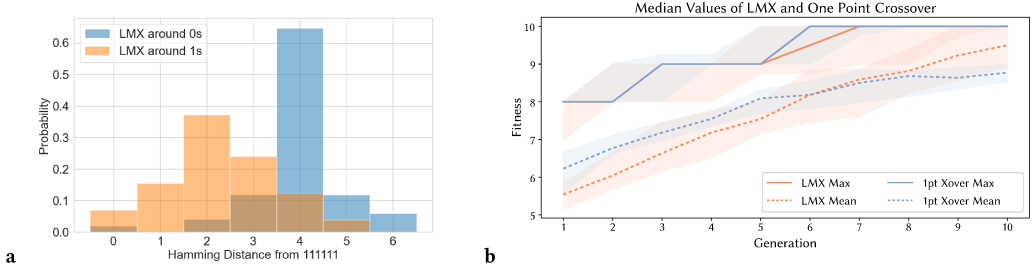 LMX around 0s
LMX around 1s
0.6
0.5
0.4
0.3
0.2
0.1
0.0
Probability
0 1 2 3 4 5 6
Hamming Distance from 111111
a
Median Values of LMX and One Point Crossover
10
9
8
7
6
5
Fitness
LMX Max
LMX Mean
1pt Xover Max
1pt Xover Mean
1 2 3 4 5 6 7 8 9 10
Generation
b